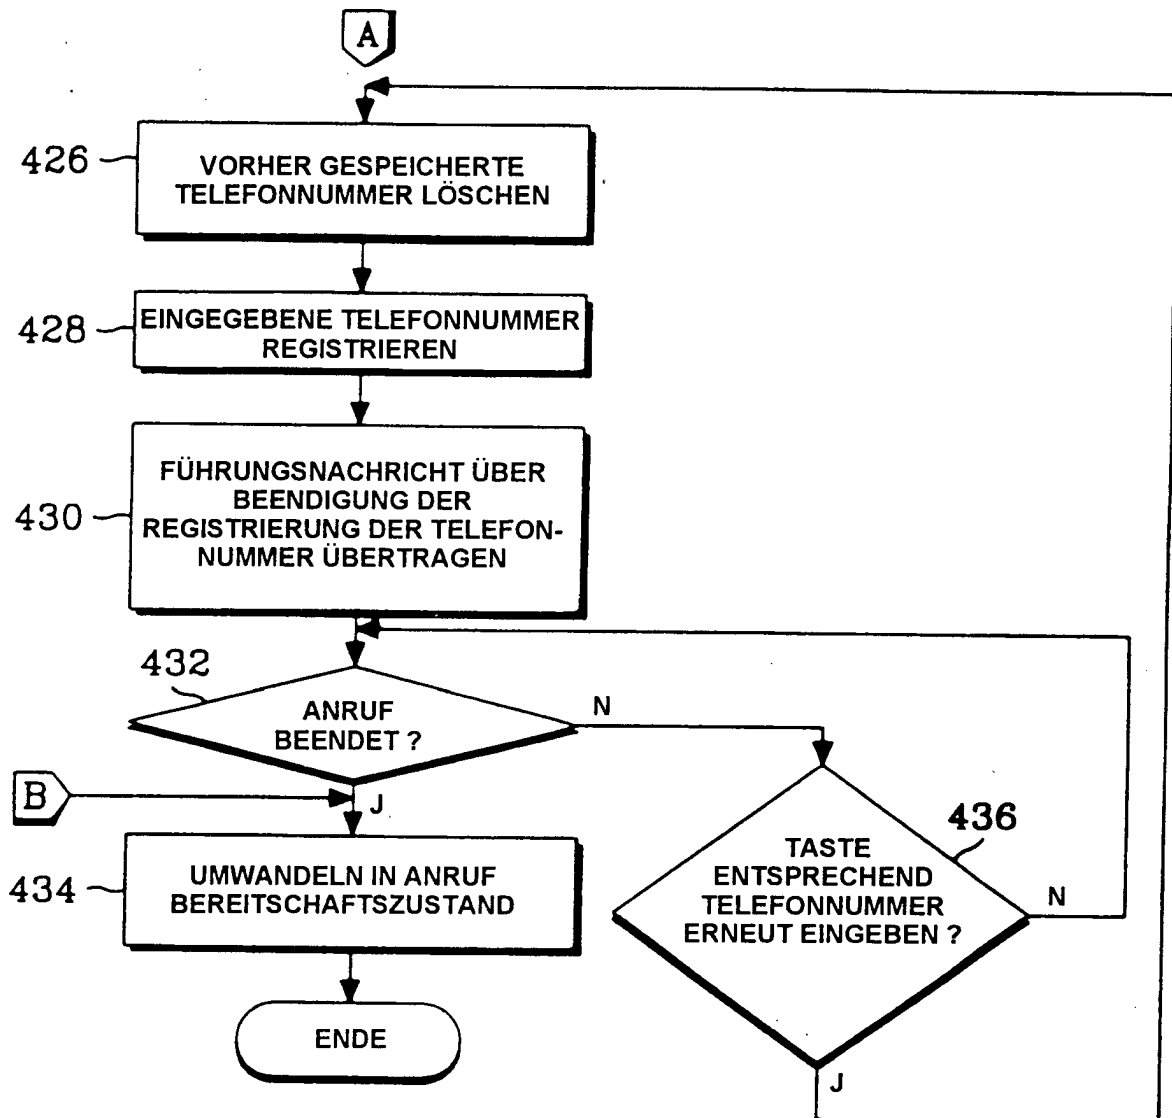 A
426
VORHER GESPEICHERTE
TELEFONNUMMER LÖSCHEN
428
EINGEGEBENE TELEFONNUMMER
REGISTRIEREN
430
FÜHRUNGSNACHRICHT ÜBER
BEENDIGUNG DER
REGISTRIERUNG DER TELEFON-
NUMMER ÜBERTRAGEN
432
ANRUF
BEENDET ?
N
B
J
434
UMWANDELN IN ANRUF
BEREITSCHAFTSZUSTAND
436
TASTE
ENTSPRECHEND
TELEFONNUMMER
ERNEUT EINGEBEN ?
N
J
ENDE